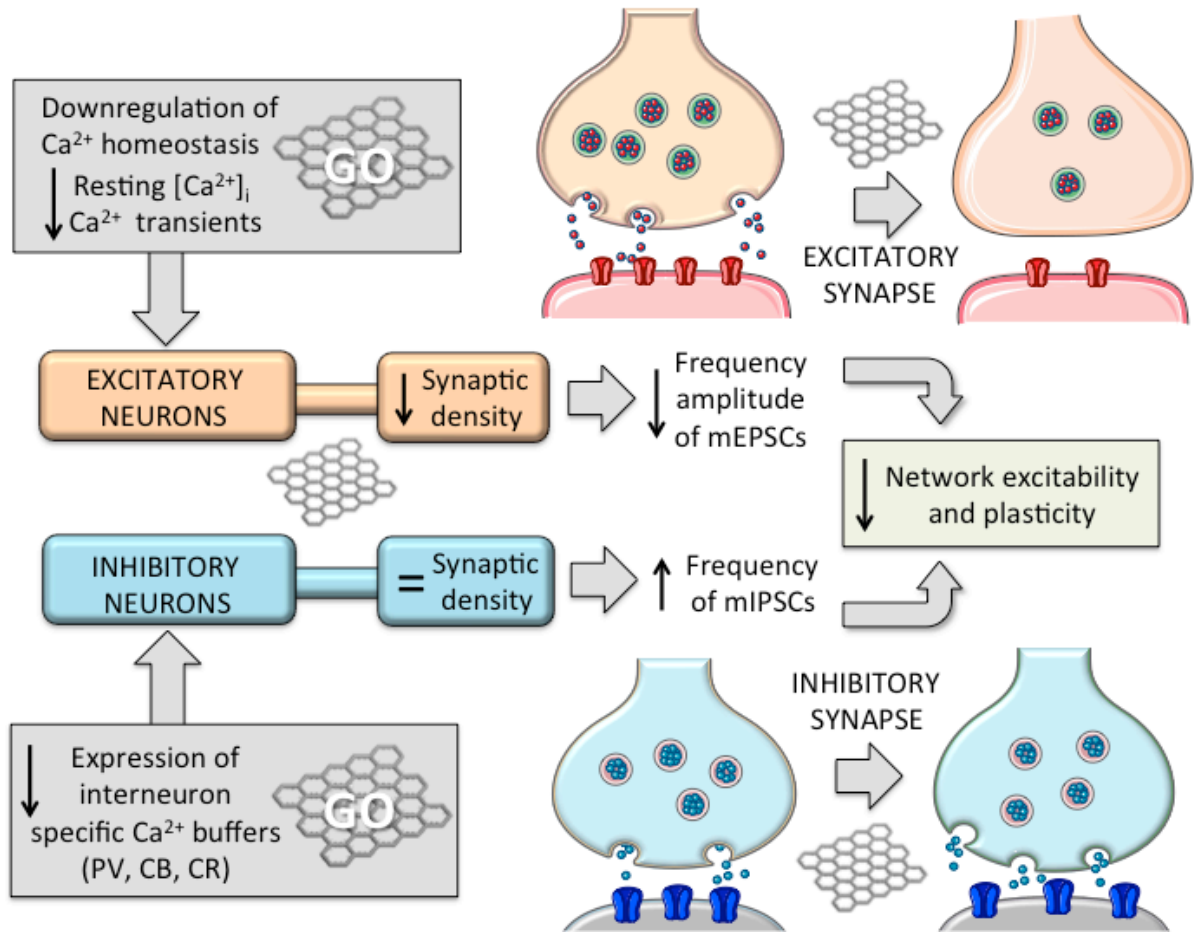 Downregulation of
Ca²⁺ homeostasis
↓ Resting [Ca²⁺]ᵢ
Ca²⁺ transients
GO
EXCITATORY
SYNAPSE
EXCITATORY
NEURONS
↓ Synaptic
density
↓ Frequency
amplitude
of mEPSCs
↓ Network excitability
and plasticity
INHIBITORY
NEURONS
= Synaptic
density
↑ Frequency
of mIPSCs
INHIBITORY
SYNAPSE
↓ Expression of
interneuron
specific Ca²⁺ buffers
(PV, CB, CR)
GO